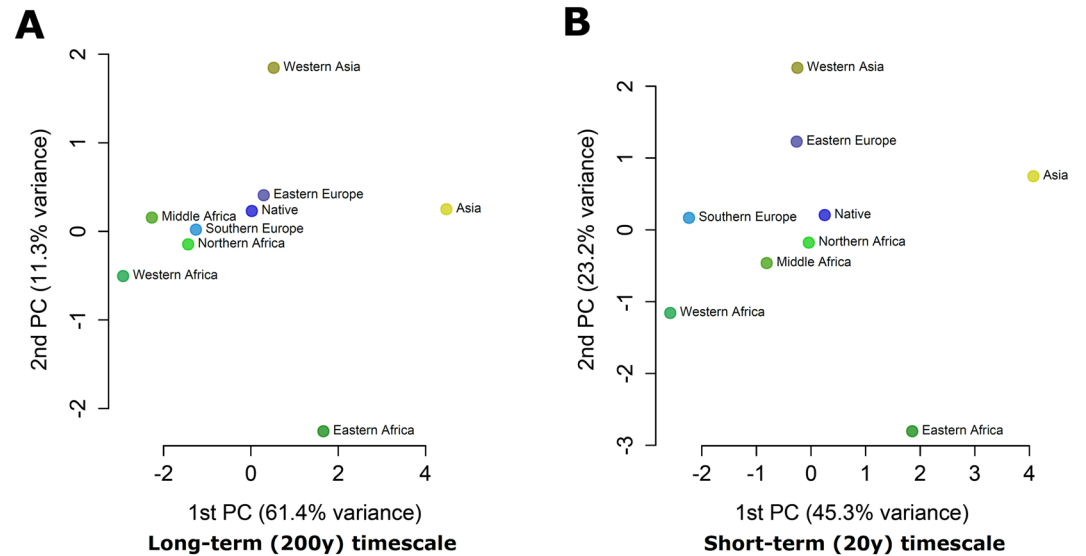 A
2nd PC (11.3% variance)
2
1
0
-1
-2
Western Asia
Eastern Europe
Native
Asia
Middle Africa
Southern Europe
Northern Africa
Western Africa
Eastern Africa
-2
0
2
4
1st PC (61.4% variance)
Long-term (200y) timescale
B
2nd PC (23.2% variance)
2
1
0
-1
-2
-3
Western Asia
Eastern Europe
Asia
Southern Europe
Native
Northern Africa
Middle Africa
Western Africa
Eastern Africa
-2
-1
0
1
2
3
4
1st PC (45.3% variance)
Short-term (20y) timescale